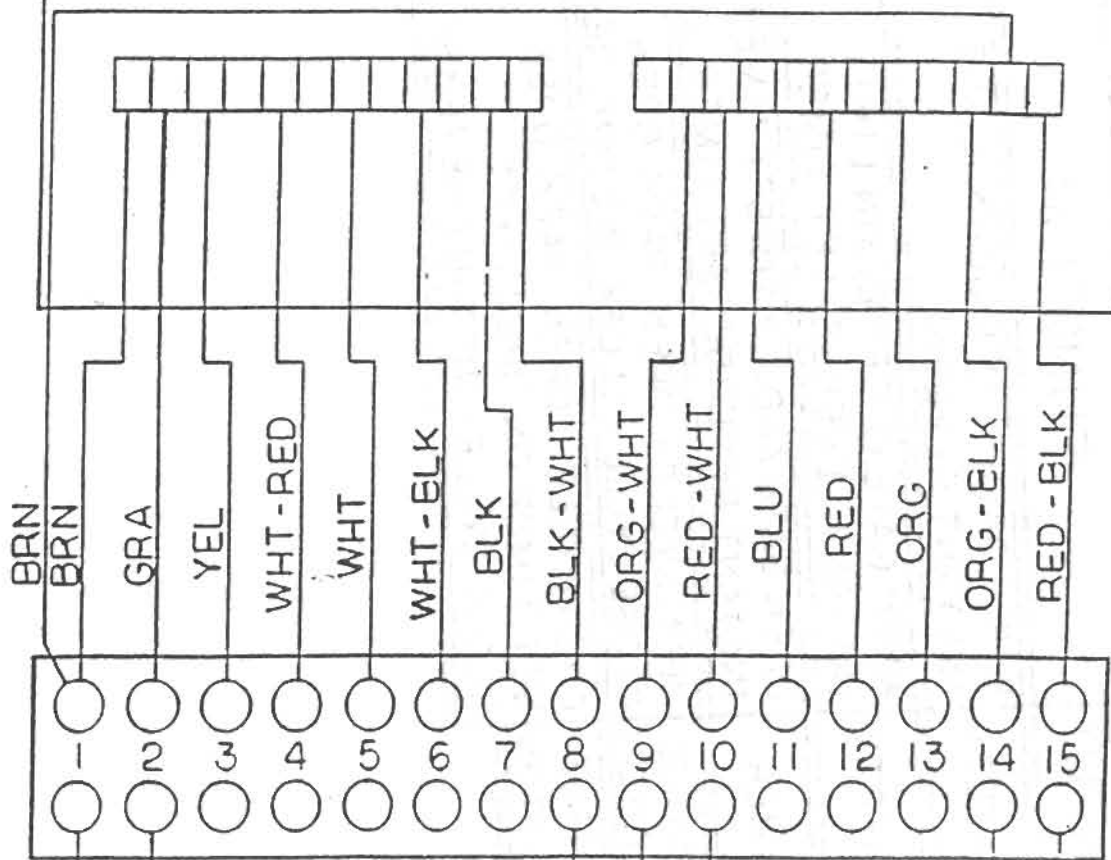 BRN
BRN
GRA
YEL
WHT-RED
WHT
WHT-BLK
BLK
BLK-WHT
ORG-WHT
RED-WHT
BLU
RED
ORG
ORG-BLK
RED-BLK
1 2 3 4 5 6 7 8 9 10 11 12 13 14 15